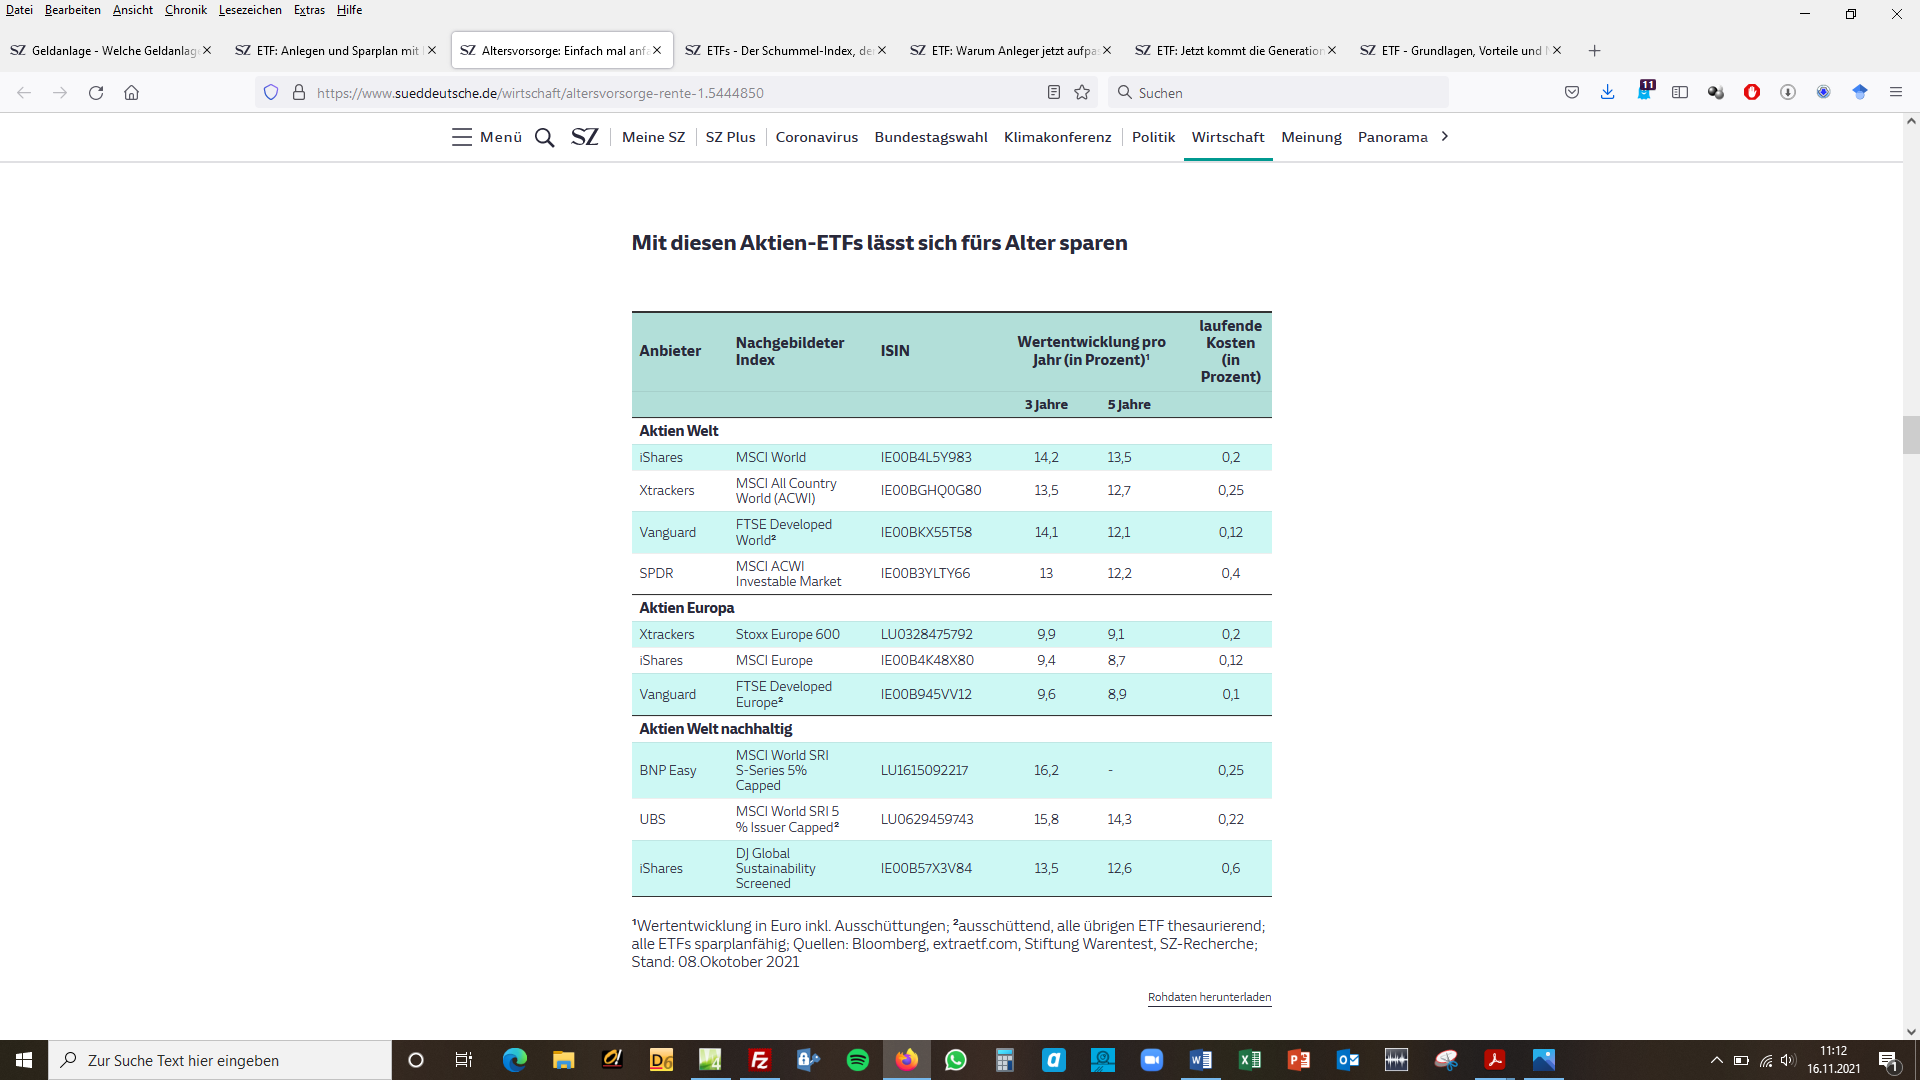 Datei Bearbeiten Ansicht Chronik Lesezeichen Extras Hilfe
SZ Geldanlage - Welche Geldanlag
SZ ETF: Anlegen und Sparplan mit
SZ Altersvorsorge: Einfach mal anf
SZ ETFs - Der Schummel-Index, de
SZ ETF: Warum Anleger jetzt aufpa
SZ ETF: Jetzt kommt die Generation
SZ ETF - Grundlagen, Vorteile und
https://www.sueddeutsche.de/wirtschaft/altersvorsorge-rente-1.5444850
Suchen
11
Menü SZ Meine SZ SZ Plus Coronavirus Bundestagswahl Klimakonferenz Politik Wirtschaft Meinung Panorama
Mit diesen Aktien-ETFs lässt sich fürs Alter sparen
Anbieter
Nachgebildeter
Index
ISIN
Wertentwicklung pro
Jahr (in Prozent)¹
laufende
Kosten
(in
Prozent)
3 Jahre 5 Jahre
Aktien Welt
iShares MSCI World IE00B4L5Y983 14,2 13,5 0,2
Xtrackers MSCI All Country
World (ACWI) IE00BGHQ0G80 13,5 12,7 0,25
Vanguard FTSE Developed
World² IE00BKX55T58 14,1 12,1 0,12
SPDR MSCI ACWI
Investable Market IE00B3YLTY66 13 12,2 0,4
Aktien Europa
Xtrackers Stoxx Europe 600 LU0328475792 9,9 9,1 0,2
iShares MSCI Europe IE00B4K48X80 9,4 8,7 0,12
Vanguard FTSE Developed
Europe² IE00B945VV12 9,6 8,9 0,1
Aktien Welt nachhaltig
BNP Easy MSCI World SRI
S-Series 5%
Capped LU1615092217 16,2 - 0,25
UBS MSCI World SRI 5
% Issuer Capped² LU0629459743 15,8 14,3 0,22
iShares DJ Global
Sustainability
Screened IE00B57X3V84 13,5 12,6 0,6
¹Wertentwicklung in Euro inkl. Ausschüttungen; ²ausschüttend, alle übrigen ETF thesaurierend;
alle ETFs sparplanfähig; Quellen: Bloomberg, extraetf.com, Stiftung Warentest, SZ-Recherche;
Stand: 08.Okotober 2021
Rohdaten herunterladen
Zur Suche Text hier eingeben
11:12
16.11.2021
1